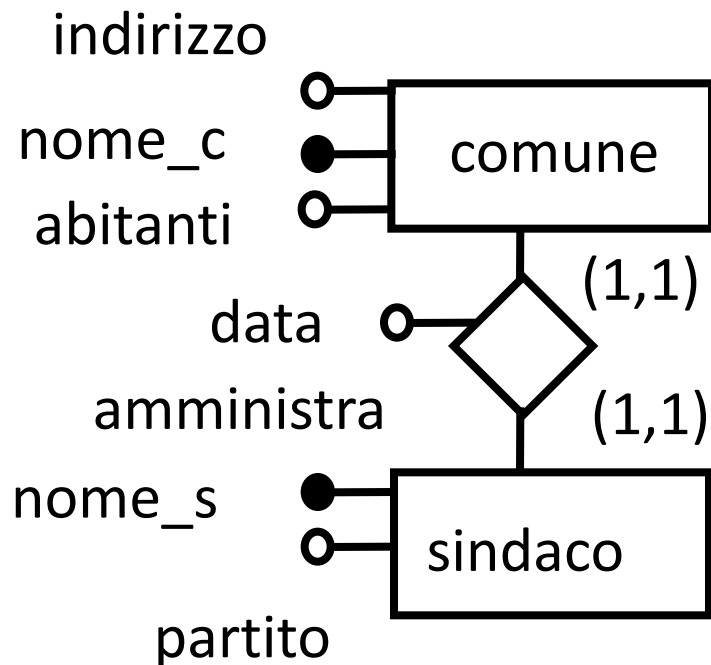 indirizzo
nome_c
comune
abitanti
(1,1)
data
amministra
(1,1)
nome_s
sindaco
partito